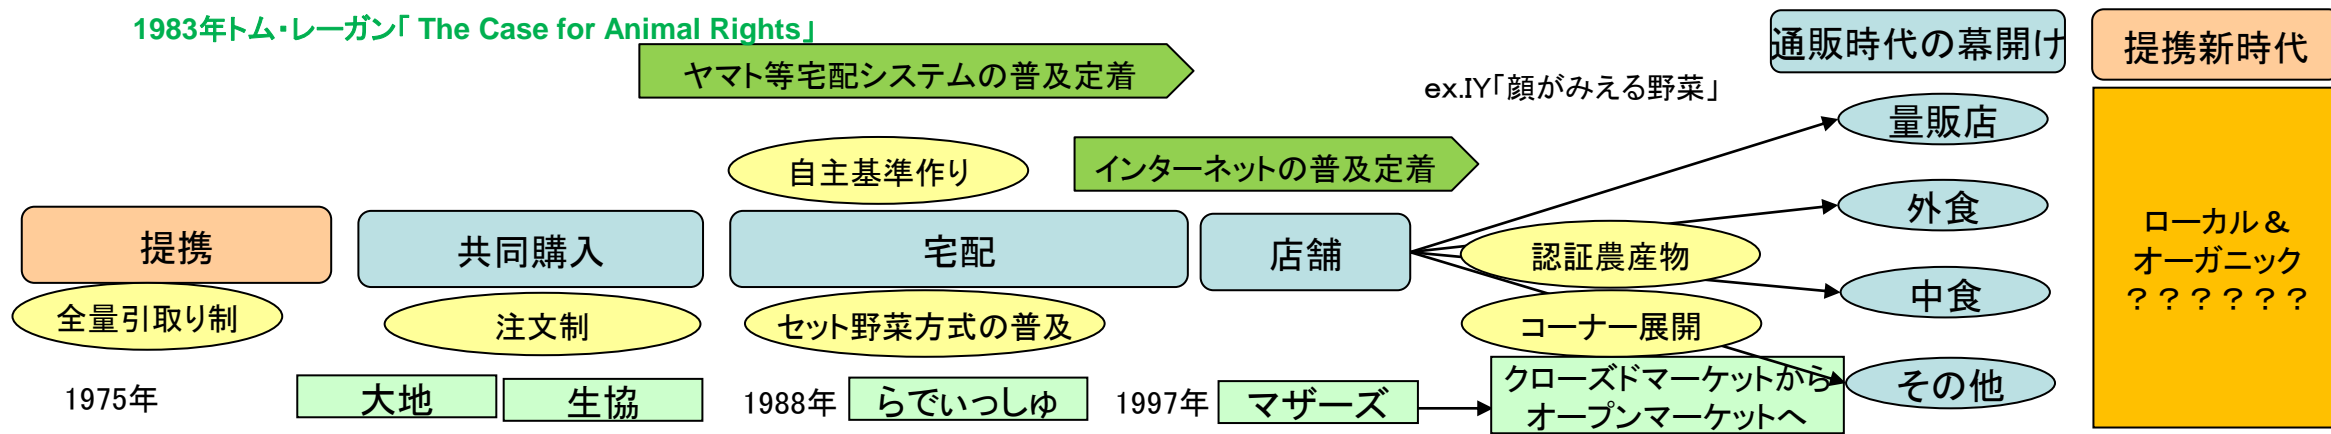 1983年トム・レーガン「 The Case for Animal Rights」
通販時代の幕開け
提携新時代
ヤマト等宅配システムの普及定着
ex.IY「顔がみえる野菜」
量販店
自主基準作り
インターネットの普及定着
外食
提携
共同購入
宅配
店舗
認証農産物
ローカル＆
オーガニック
？？？？？？
中食
全量引取り制
注文制
セット野菜方式の普及
コーナー展開
その他
1975年
大地
生協
1988年
らでぃっしゅ
1997年
マザーズ
クローズドマーケットから
オープンマーケットへ